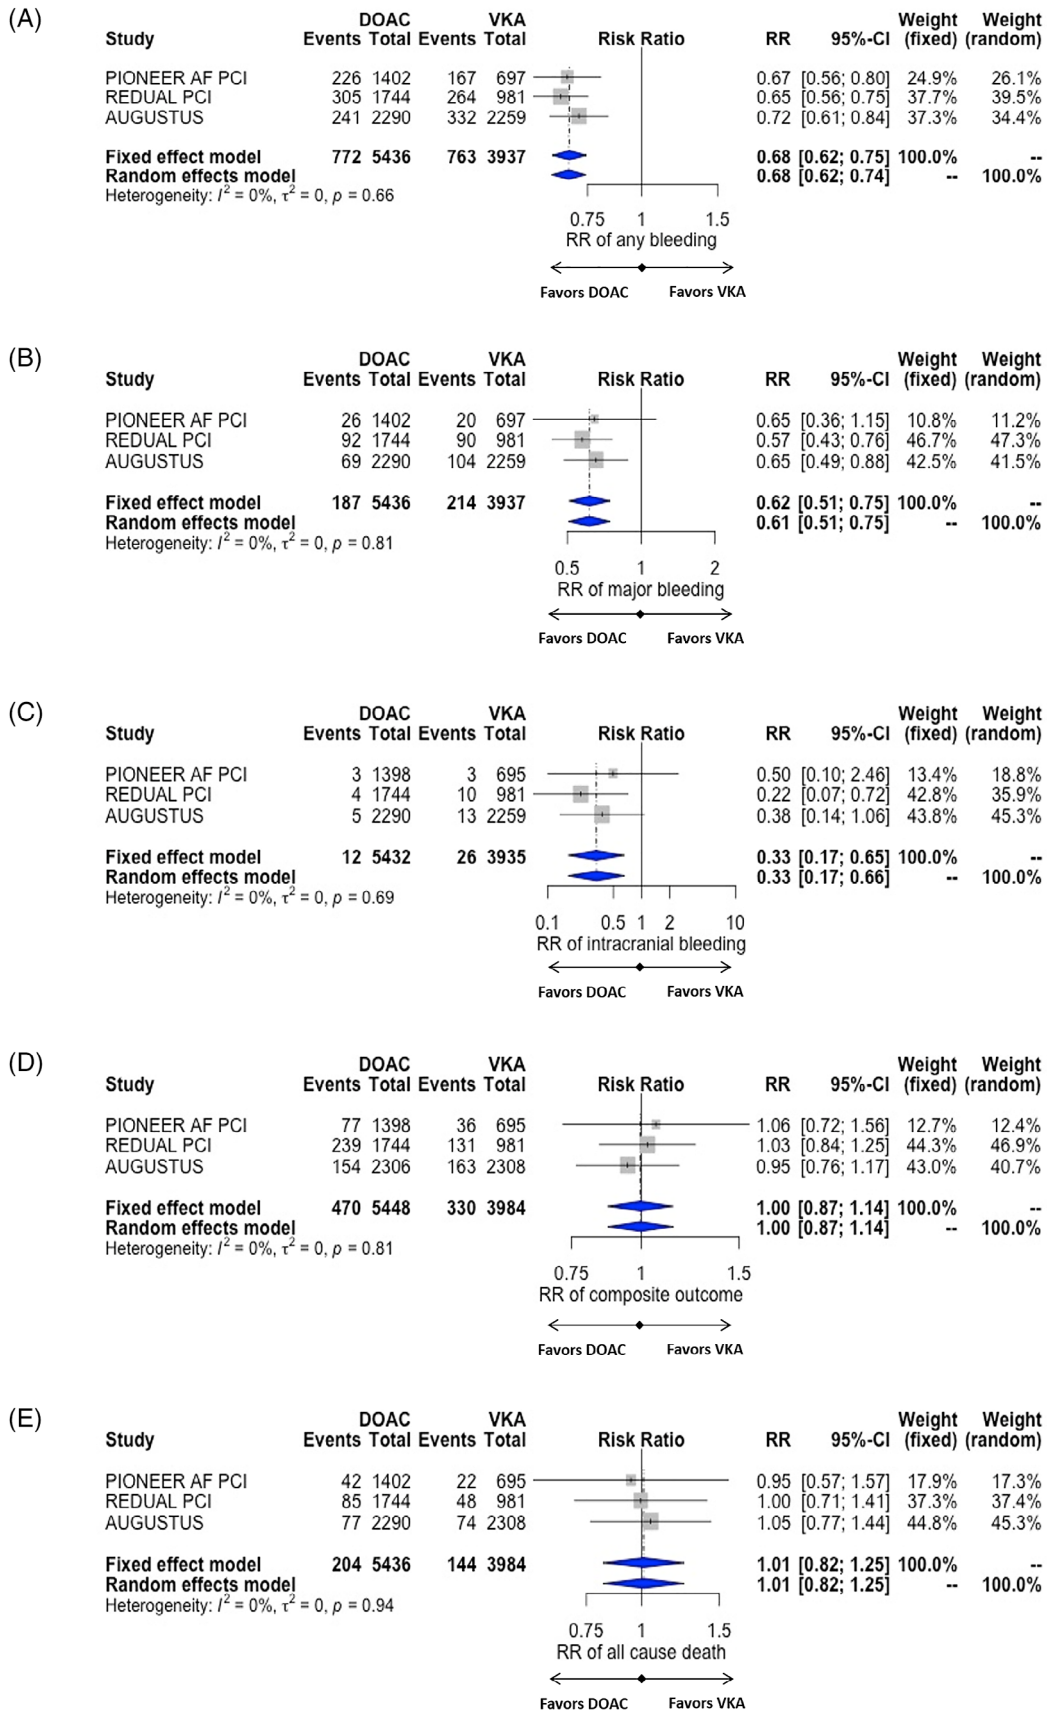 (A)
DOAC VKA Weight Weight
Study Events Total Events Total Risk Ratio RR 95%-CI (fixed) (random)
PIONEER AF PCI 226 1402 167 697 0.67 [0.56; 0.80] 24.9% 26.1%
REDUAL PCI 305 1744 264 981 0.65 [0.56; 0.75] 37.7% 39.5%
AUGUSTUS 241 2290 332 2259 0.72 [0.61; 0.84] 37.3% 34.4%
Fixed effect model 772 5436 763 3937 0.68 [0.62; 0.75] 100.0% --
Random effects model 0.68 [0.62; 0.74] -- 100.0%
Heterogeneity: I² = 0%, τ² = 0, p = 0.66
0.75 1 1.5
RR of any bleeding
Favors DOAC Favors VKA
(B)
DOAC VKA Weight Weight
Study Events Total Events Total Risk Ratio RR 95%-CI (fixed) (random)
PIONEER AF PCI 26 1402 20 697 0.65 [0.36; 1.15] 10.8% 11.2%
REDUAL PCI 92 1744 90 981 0.57 [0.43; 0.76] 46.7% 47.3%
AUGUSTUS 69 2290 104 2259 0.65 [0.49; 0.88] 42.5% 41.5%
Fixed effect model 187 5436 214 3937 0.62 [0.51; 0.75] 100.0% --
Random effects model 0.61 [0.51; 0.75] -- 100.0%
Heterogeneity: I² = 0%, τ² = 0, p = 0.81
0.5 1 2
RR of major bleeding
Favors DOAC Favors VKA
(C)
DOAC VKA Weight Weight
Study Events Total Events Total Risk Ratio RR 95%-CI (fixed) (random)
PIONEER AF PCI 3 1398 3 695 0.50 [0.10; 2.46] 13.4% 18.8%
REDUAL PCI 4 1744 10 981 0.22 [0.07; 0.72] 42.8% 35.9%
AUGUSTUS 5 2290 13 2259 0.38 [0.14; 1.06] 43.8% 45.3%
Fixed effect model 12 5432 26 3935 0.33 [0.17; 0.65] 100.0% --
Random effects model 0.33 [0.17; 0.66] -- 100.0%
Heterogeneity: I² = 0%, τ² = 0, p = 0.69
0.1 0.5 1 2 10
RR of intracranial bleeding
Favors DOAC Favors VKA
(D)
DOAC VKA Weight Weight
Study Events Total Events Total Risk Ratio RR 95%-CI (fixed) (random)
PIONEER AF PCI 77 1398 36 695 1.06 [0.72; 1.56] 12.7% 12.4%
REDUAL PCI 239 1744 131 981 1.03 [0.84; 1.25] 44.3% 46.9%
AUGUSTUS 154 2306 163 2308 0.95 [0.76; 1.17] 43.0% 40.7%
Fixed effect model 470 5448 330 3984 1.00 [0.87; 1.14] 100.0% --
Random effects model 1.00 [0.87; 1.14] -- 100.0%
Heterogeneity: I² = 0%, τ² = 0, p = 0.81
0.75 1 1.5
RR of composite outcome
Favors DOAC Favors VKA
(E)
DOAC VKA Weight Weight
Study Events Total Events Total Risk Ratio RR 95%-CI (fixed) (random)
PIONEER AF PCI 42 1402 22 695 0.95 [0.57; 1.57] 17.9% 17.3%
REDUAL PCI 85 1744 48 981 1.00 [0.71; 1.41] 37.3% 37.4%
AUGUSTUS 77 2290 74 2308 1.05 [0.77; 1.44] 44.8% 45.3%
Fixed effect model 204 5436 144 3984 1.01 [0.82; 1.25] 100.0% --
Random effects model 1.01 [0.82; 1.25] -- 100.0%
Heterogeneity: I² = 0%, τ² = 0, p = 0.94
0.75 1 1.5
RR of all cause death
Favors DOAC Favors VKA